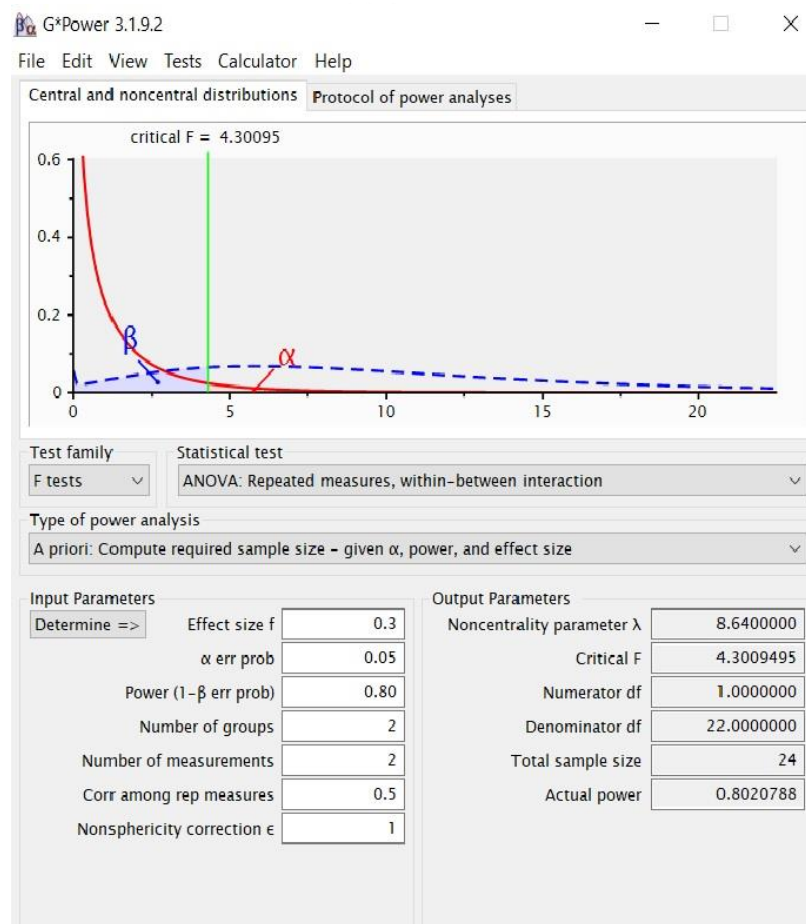 βα G*Power 3.1.9.2
File Edit View Tests Calculator Help
Central and noncentral distributions Protocol of power analyses
critical F = 4.30095
0.6
0.4
0.2
0
β
α
0 5 10 15 20
Test family Statistical test
F tests ANOVA: Repeated measures, within-between interaction
Type of power analysis
A priori: Compute required sample size - given α, power, and effect size
Input Parameters Output Parameters
Determine => Effect size f 0.3 Noncentrality parameter λ 8.6400000
α err prob 0.05 Critical F 4.3009495
Power (1-β err prob) 0.80 Numerator df 1.0000000
Number of groups 2 Denominator df 22.0000000
Number of measurements 2 Total sample size 24
Corr among rep measures 0.5 Actual power 0.8020788
Nonsphericity correction ϵ 1